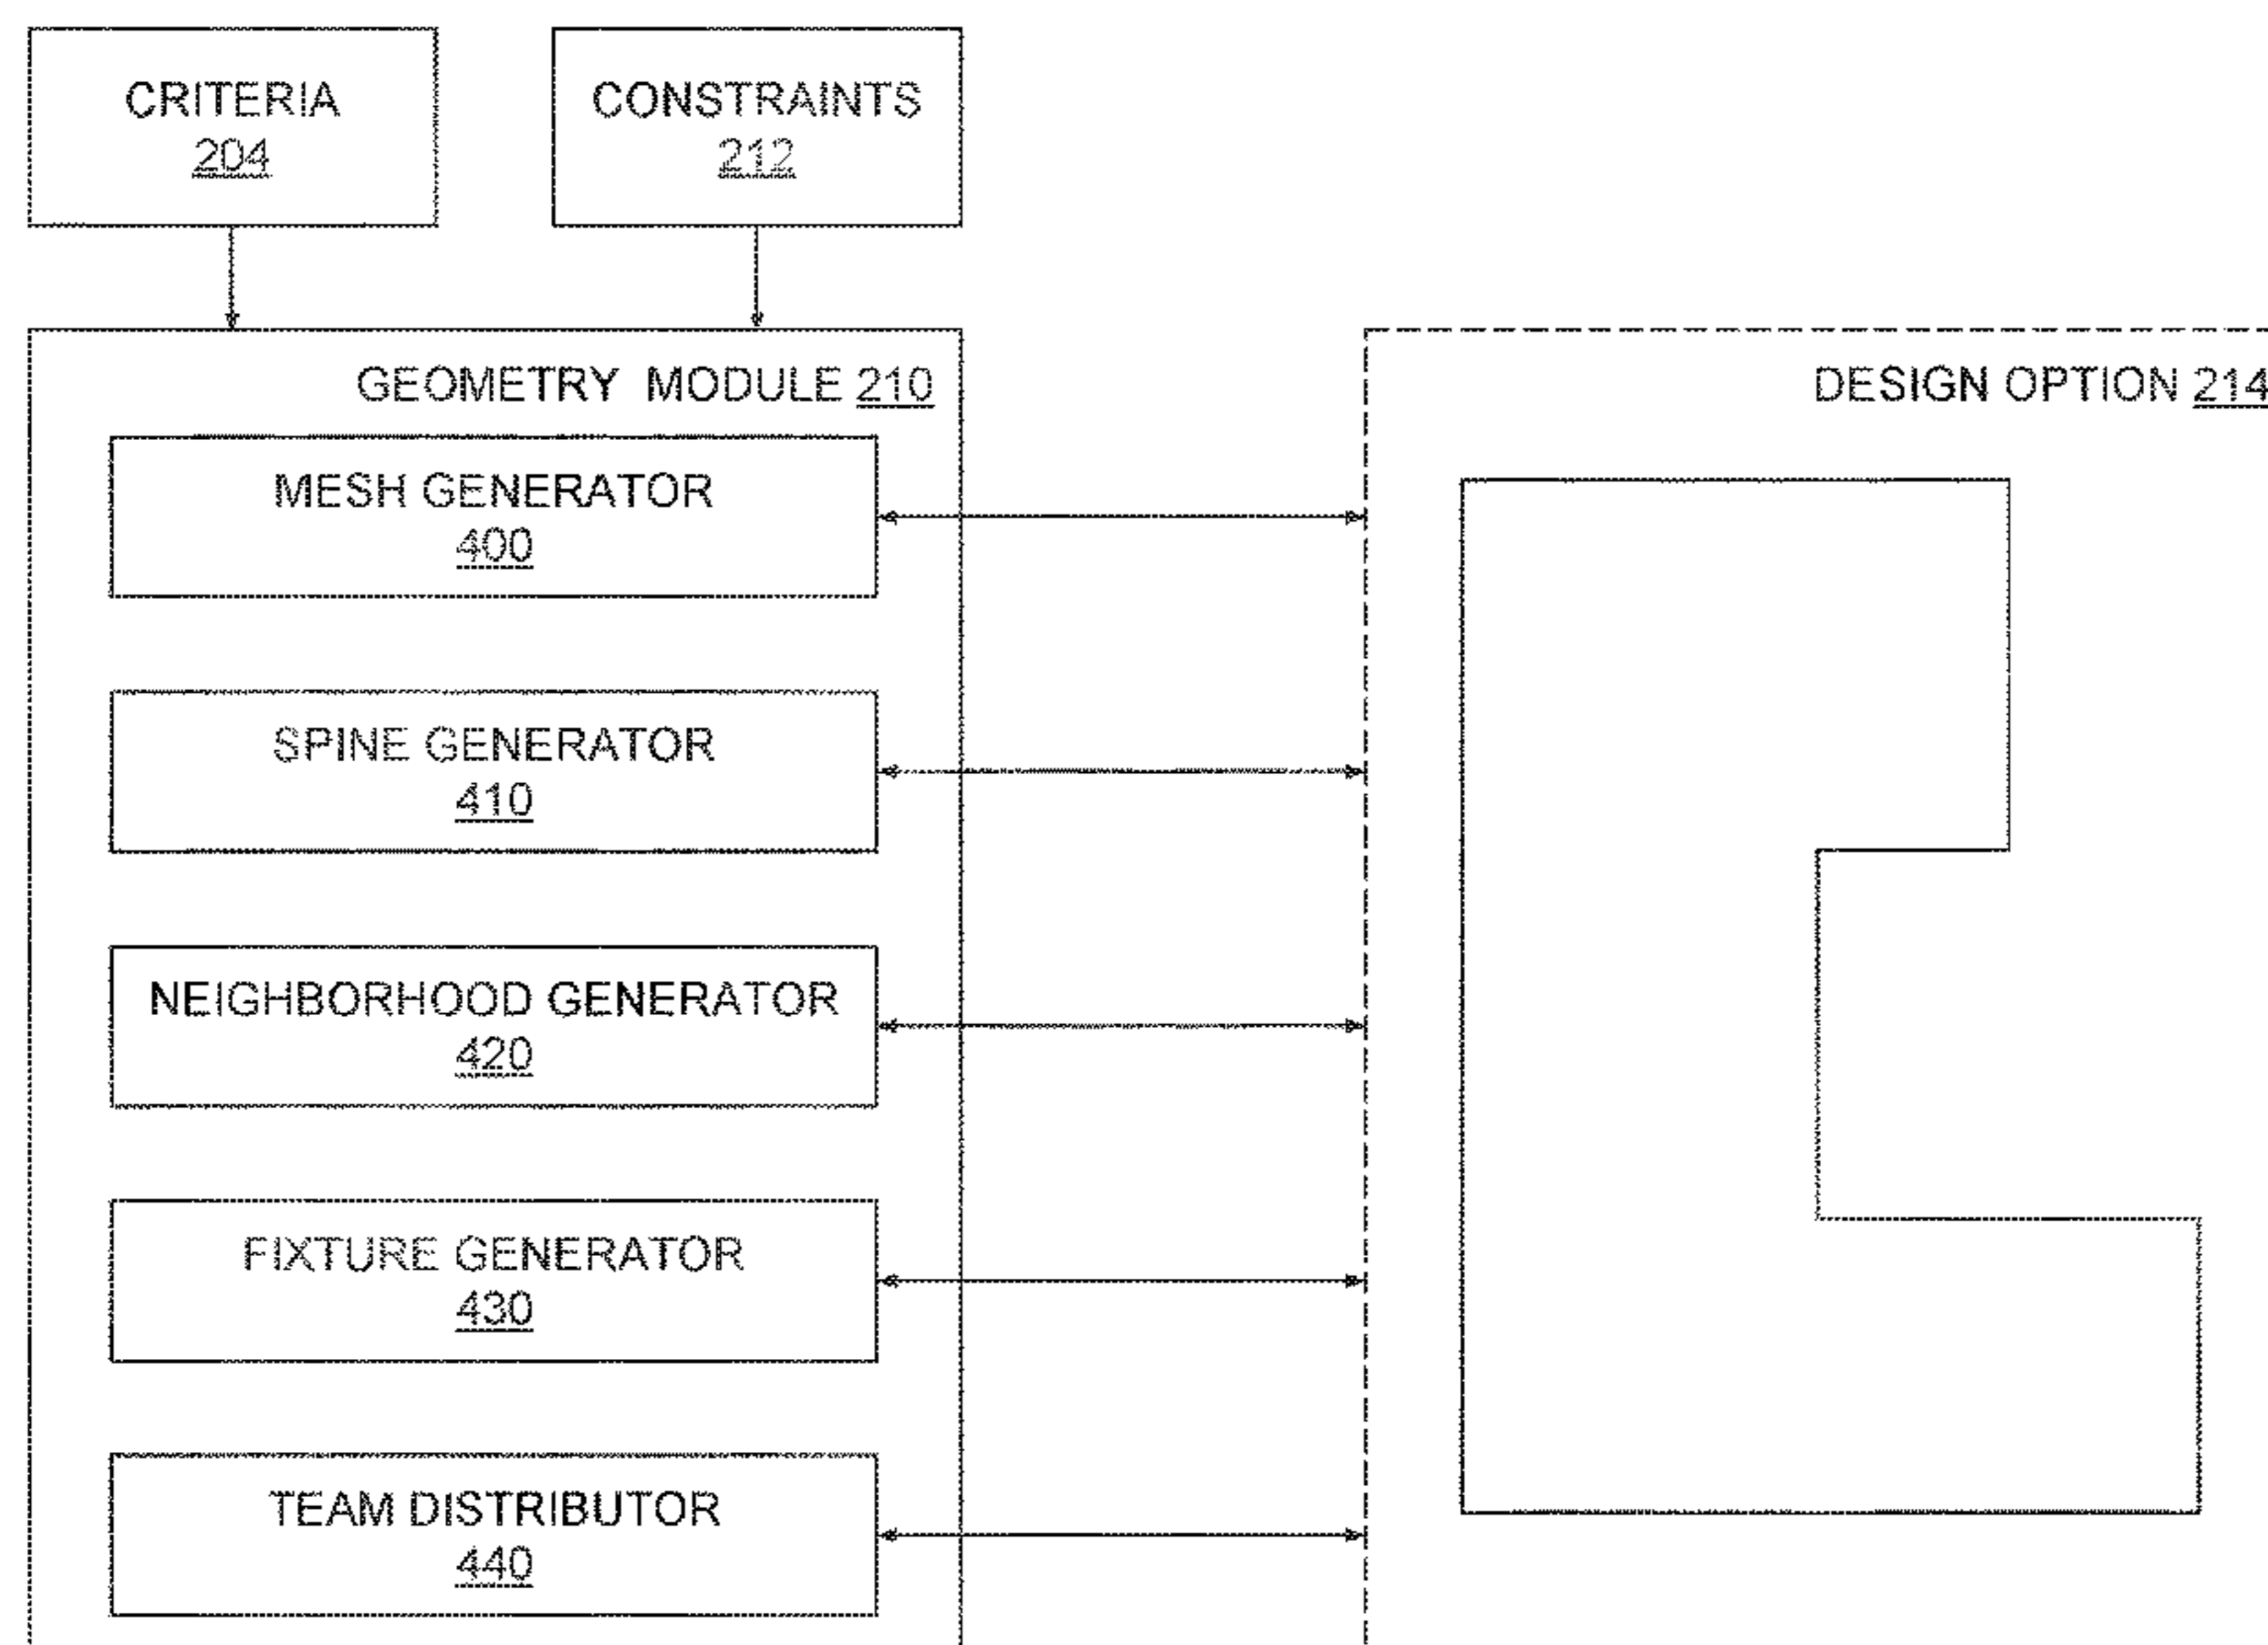 CRITERIA
204
CONSTRAINTS
212
GEOMETRY MODULE 210
MESH GENERATOR
400
SPINE GENERATOR
410
NEIGHBORHOOD GENERATOR
420
FIXTURE GENERATOR
430
TEAM DISTRIBUTOR
440
DESIGN OPTION 214